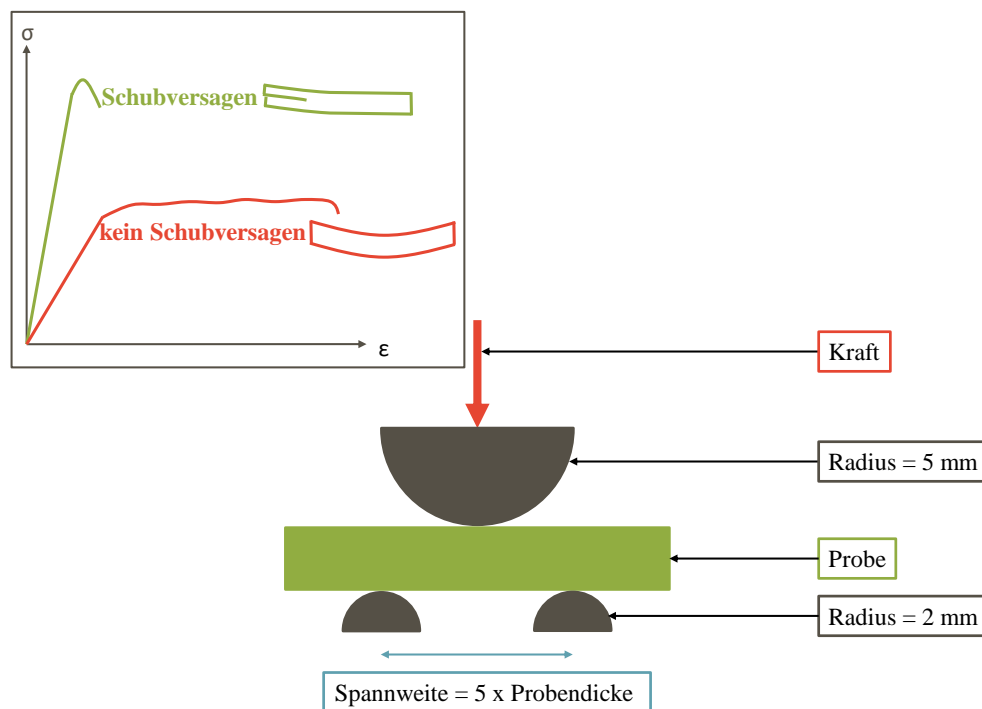 σ
Schubversagen
kein Schubversagen
ε
Kraft
Radius = 5 mm
Probe
Radius = 2 mm
Spannweite = 5 x Probendicke